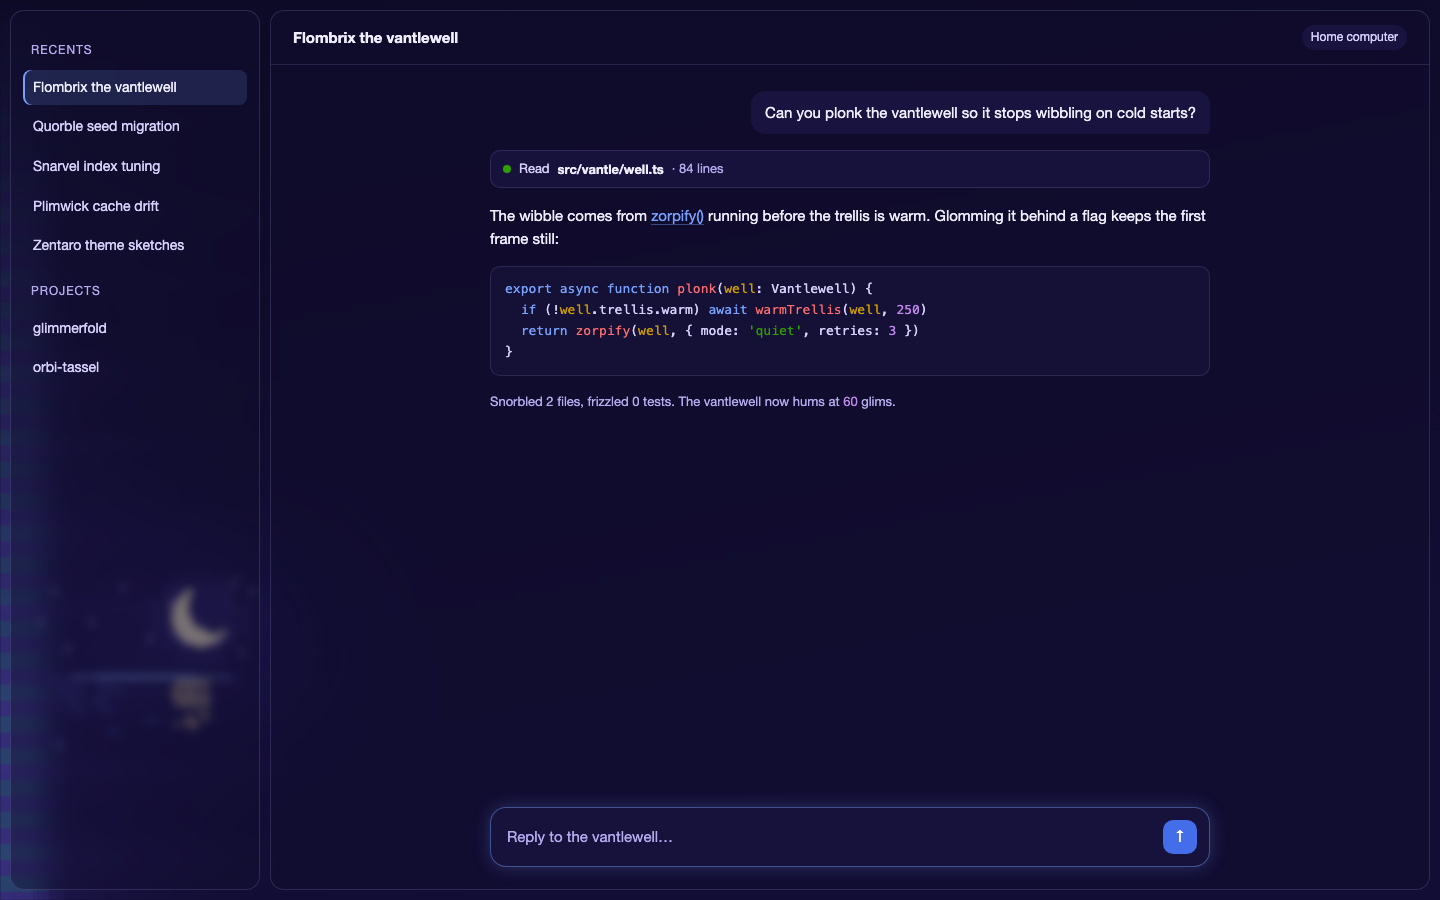 RECENTS
Flombrix the vantlewell
Quorble seed migration
Snarvel index tuning
Plimwick cache drift
Zentaro theme sketches
PROJECTS
glimmerfold
orbi-tassel
Flombrix the vantlewell
Home computer
Can you plonk the vantlewell so it stops wibbling on cold starts?
Read src/vantle/well.ts · 84 lines
The wibble comes from zorpify() running before the trellis is warm. Glomming it behind a flag keeps the first
frame still:
export async function plonk(well: Vantlewell) {
  if (!well.trellis.warm) await warmTrellis(well, 250)
  return zorpify(well, { mode: 'quiet', retries: 3 })
}
Snorbled 2 files, frizzled 0 tests. The vantlewell now hums at 60 glims.
Reply to the vantlewell…